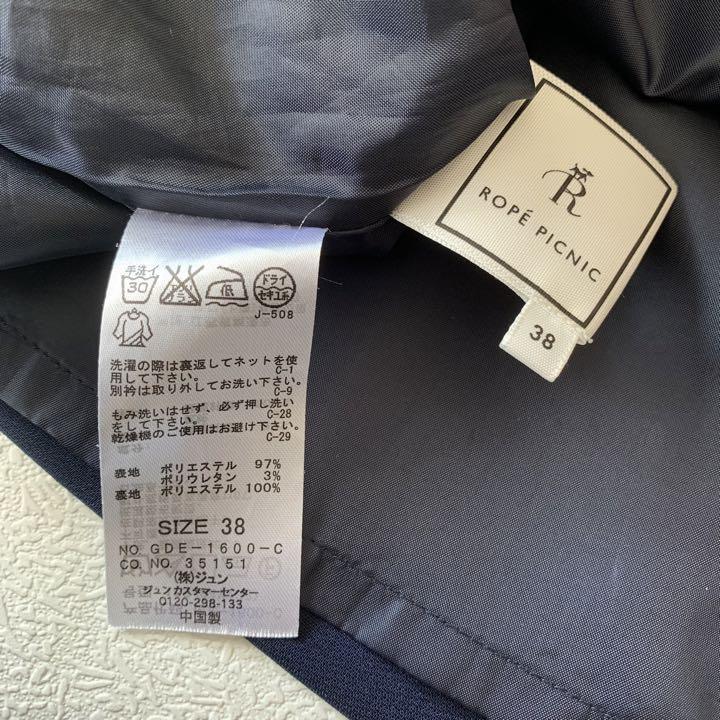 R
ROPÉ PICNIC
38
手洗イ
30
エンソ
サラシ
低
ドライ
セキユ系
J-508
洗濯の際は裏返してネットを使
用して下さい。
C-1
別衿は取り外してお洗い下さい。
C-9
もみ洗いはせず、必ず押し洗い
をして下さい。
C-28
乾燥機のご使用はお避け下さい。
C-29
表地 ポリエステル 97%
ポリウレタン 3%
裏地 ポリエステル 100%
SIZE 38
NO. GDE-1600-C
CO. NO. 35151
(株)ジュン
ジュンカスタマーセンター
0120-298-133
中国製